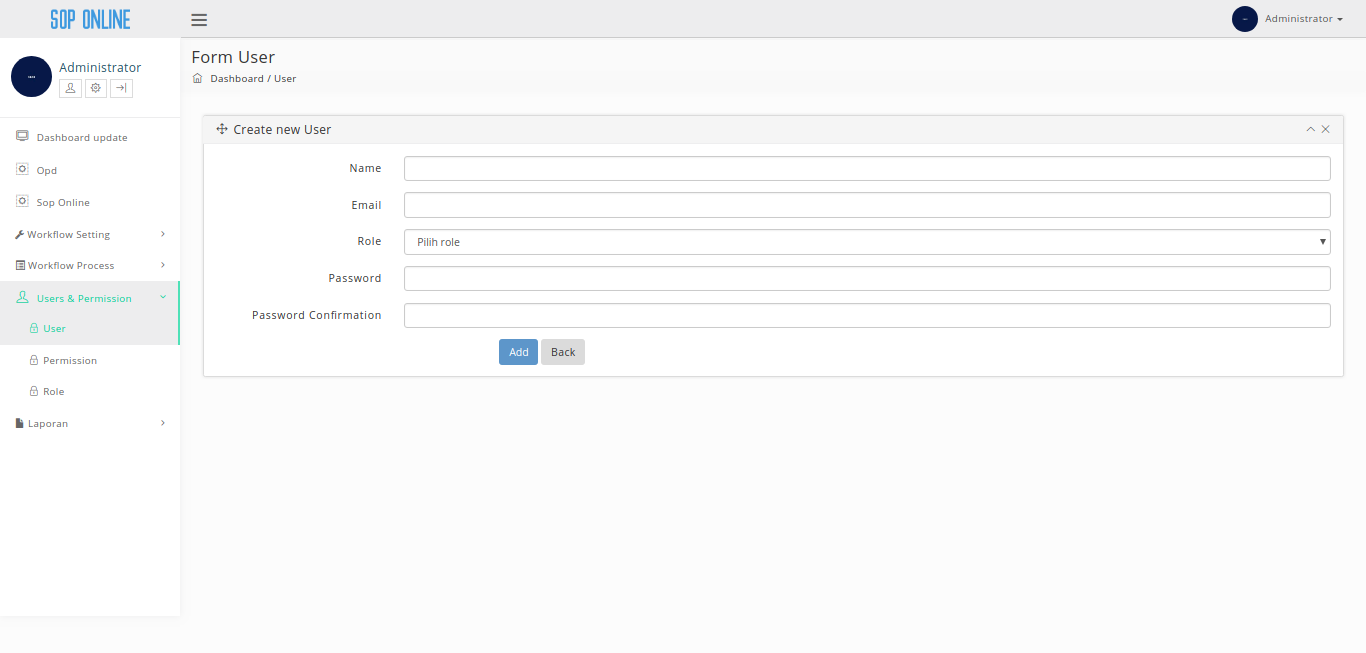 SOP ONLINE
Administrator
Administrator
Form User
Dashboard / User
Dashboard update
Opd
Sop Online
Workflow Setting
Workflow Process
Users & Permission
User
Permission
Role
Laporan
Create new User
Name
Email
Role
Pilih role
Password
Password Confirmation
Add
Back